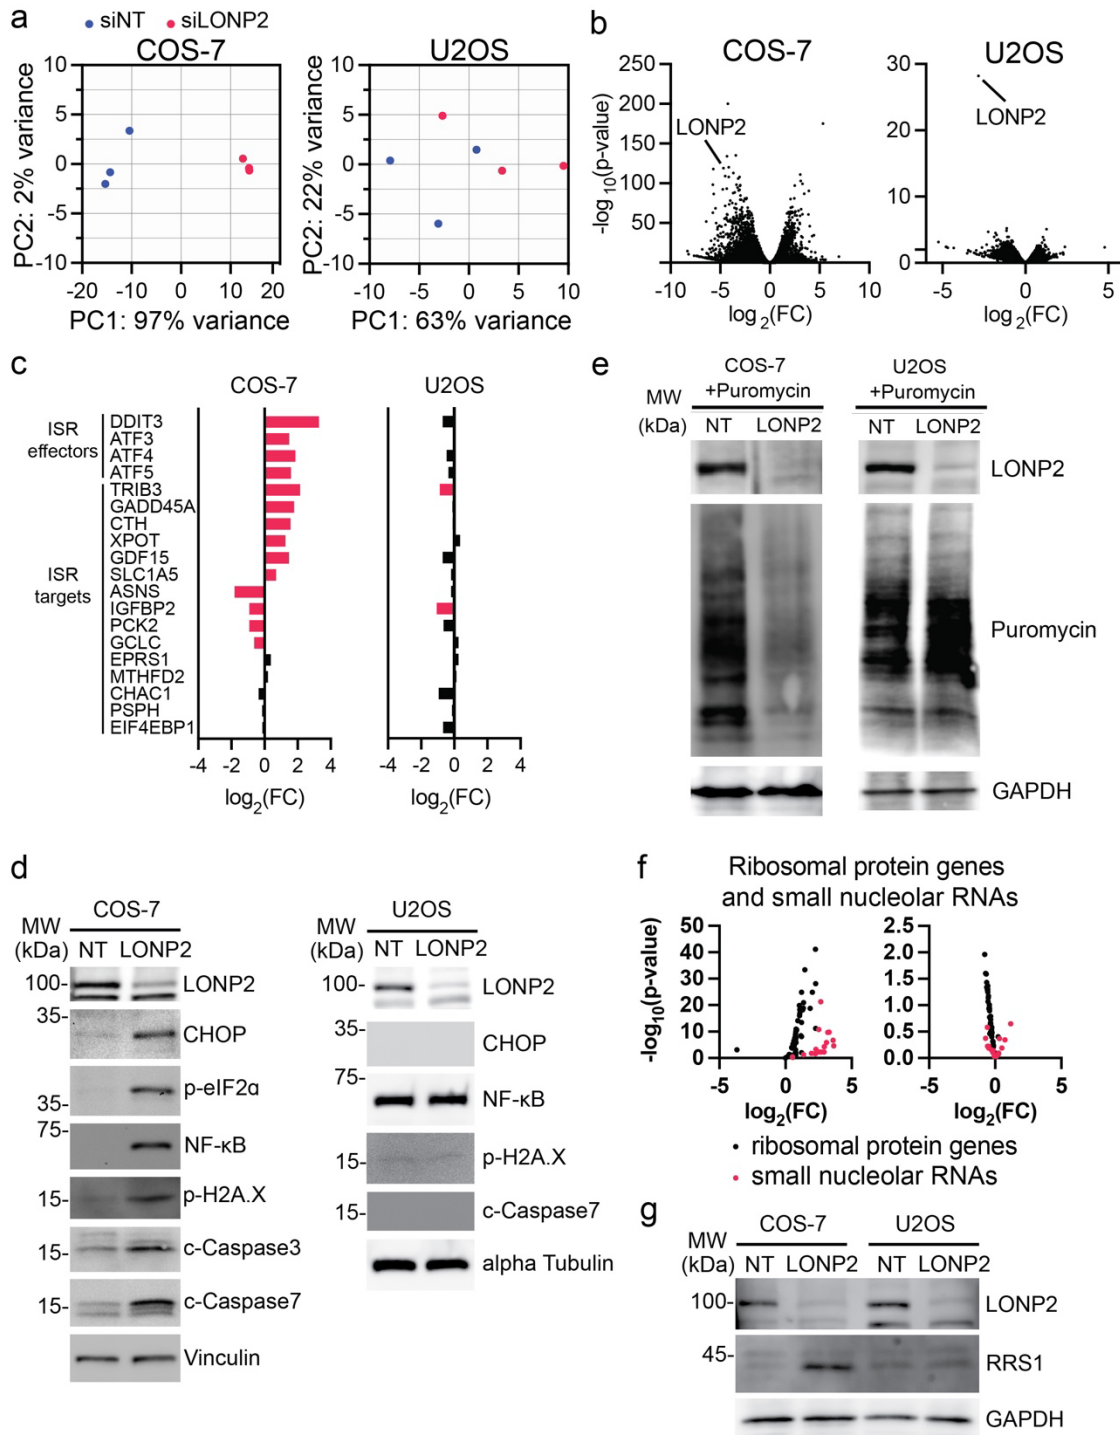 a
siNT siLONP2
COS-7 U2OS
PC2: 2% variance
10
5
0
-5
-10
-20 -10 0 10 20
PC1: 97% variance
PC2: 22% variance
10
5
0
-5
-10
-10 -5 0 5 10
PC1: 63% variance
b
COS-7 U2OS
-log10(p-value)
250
200
150
100
50
LONP2
-10 -5 0 5 10
log2(FC)
30
20
10
0
LONP2
-5 0 5
log2(FC)
c
COS-7 U2OS
ISR
effectors
DDIT3
ATF3
ATF4
ATF5
ISR
targets
TRIB3
GADD45A
CTH
XPOT
GDF15
SLC1A5
ASNS
IGFBP2
PCK2
GCLC
EPRS1
MTHFD2
CHAC1
PSPH
EIF4EBP1
-4 -2 0 2 4
log2(FC)
-4 -2 0 2 4
log2(FC)
e
COS-7
+Puromycin
U2OS
+Puromycin
MW
(kDa)
NT LONP2 NT LONP2
LONP2
Puromycin
GAPDH
d
COS-7
MW
(kDa)
NT LONP2
100- LONP2
35-
CHOP
p-eIF2α
35-
75-
NF-κB
15- p-H2A.X
15- c-Caspase3
15- c-Caspase7
Vinculin
U2OS
MW
(kDa)
NT LONP2
100- LONP2
35-
CHOP
75-
NF-κB
15- p-H2A.X
15- c-Caspase7
alpha Tubulin
f
Ribosomal protein genes
and small nucleolar RNAs
-log10(p-value)
50
40
30
20
10
0
-5 0 5
log2(FC)
2.5
2.0
1.5
1.0
0.5
0.0
-5 0 5
log2(FC)
ribosomal protein genes
small nucleolar RNAs
g
COS-7 U2OS
MW
(kDa)
NT LONP2 NT LONP2
100- LONP2
45-
RRS1
GAPDH